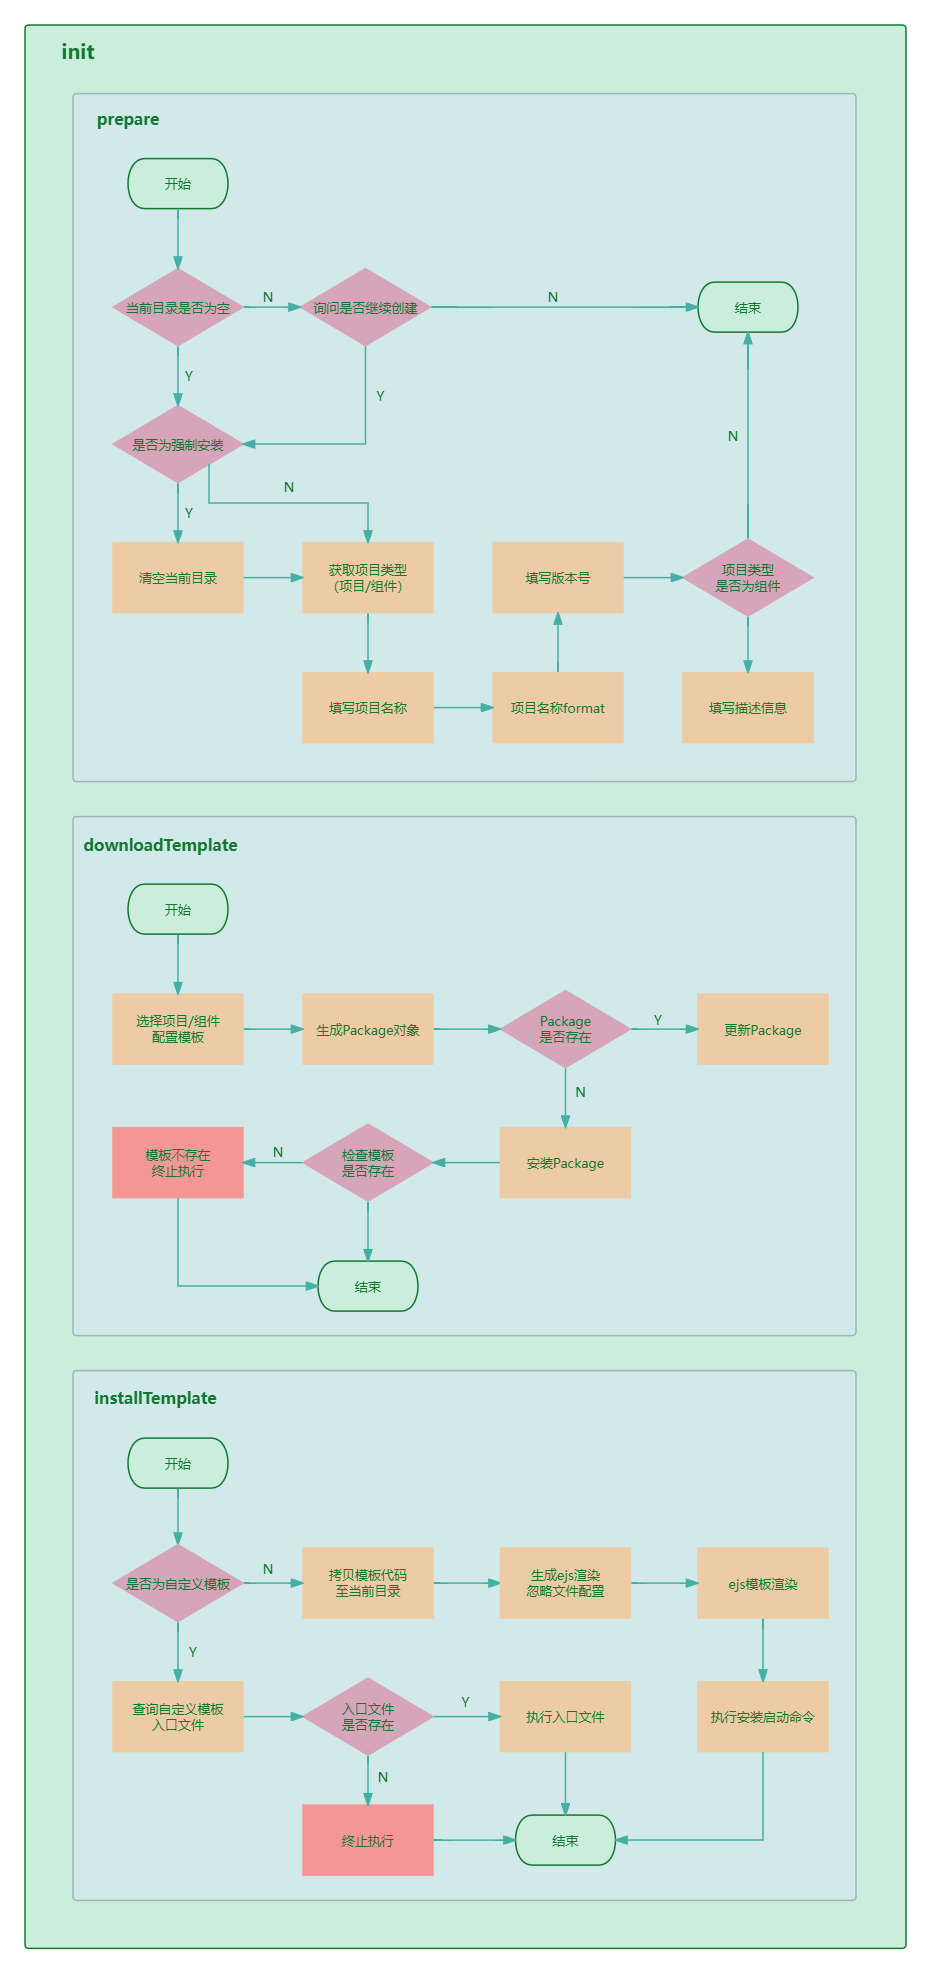 init
prepare
开始
当前目录是否为空
N
询问是否继续创建
N
结束
Y
Y
N
是否为强制安装
N
Y
清空当前目录
获取项目类型
（项目/组件）
填写版本号
项目类型
是否为组件
填写项目名称
项目名称format
填写描述信息
downloadTemplate
开始
选择项目/组件
配置模板
生成Package对象
Package
是否存在
Y
更新Package
N
模板不存在
终止执行
N
检查模板
是否存在
安装Package
结束
installTemplate
开始
是否为自定义模板
N
拷贝模板代码
至当前目录
生成ejs渲染
忽略文件配置
ejs模板渲染
Y
查询自定义模板
入口文件
入口文件
是否存在
Y
执行入口文件
执行安装启动命令
N
终止执行
结束